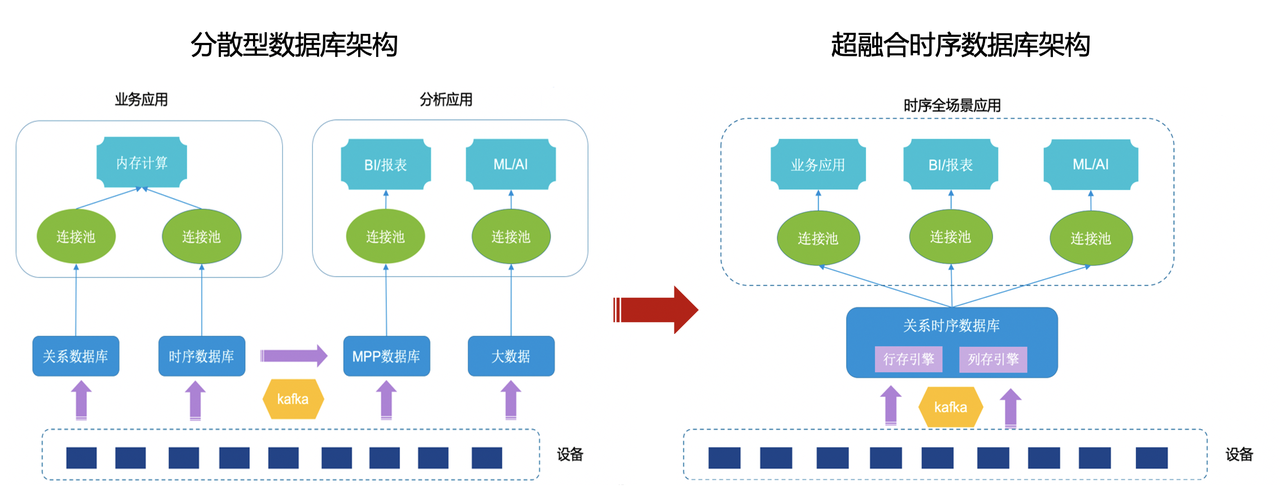 分散型数据库架构
业务应用
分析应用
内存计算
BI/报表
ML/AI
连接池
连接池
连接池
连接池
关系数据库
时序数据库
MPP数据库
大数据
kafka
设备
超融合时序数据库架构
时序全场景应用
业务应用
BI/报表
ML/AI
连接池
连接池
连接池
关系时序数据库
行存引擎
列存引擎
kafka
设备